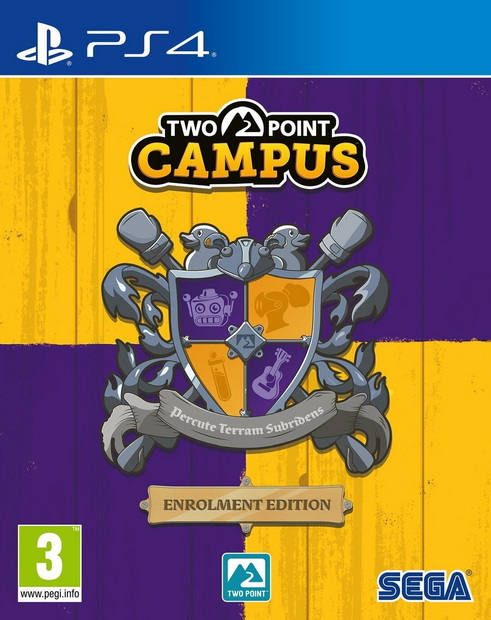 PS4
TWO POINT
CAMPUS
Percute Terram Subridens
ENROLMENT EDITION
3
www.pegi.info
TWO POINT
SEGA